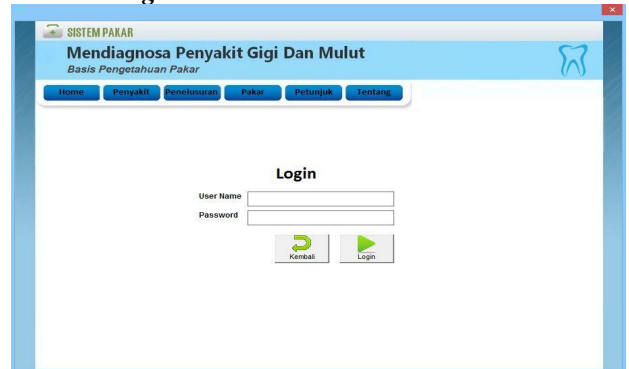 SISTEM PAKAR
Mendiagnosa Penyakit Gigi Dan Mulut
Basis Pengetahuan Pakar
Home Penyakit Penelusuran Pakar Petunjuk Tentang
Login
User Name
Password
Kembali Login